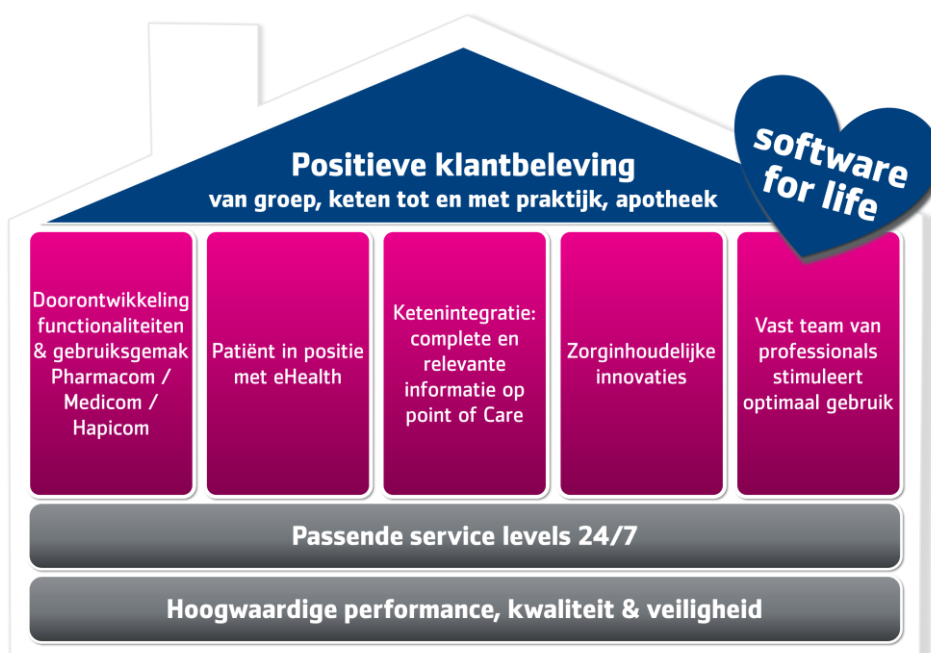 Positieve klantbeleving
van groep, keten tot en met praktijk, apotheek
software
for life
Doorontwikkeling
functionaliteiten
& gebruiksgemak
Pharmacom /
Medicom /
Hapicom
Patiënt in positie
met eHealth
Ketenintegratie:
complete en
relevante
informatie op
point of Care
Zorginhoudelijke
innovaties
Vast team van
professionals
stimuleert
optimaal gebruik
Passende service levels 24/7
Hoogwaardige performance, kwaliteit & veiligheid